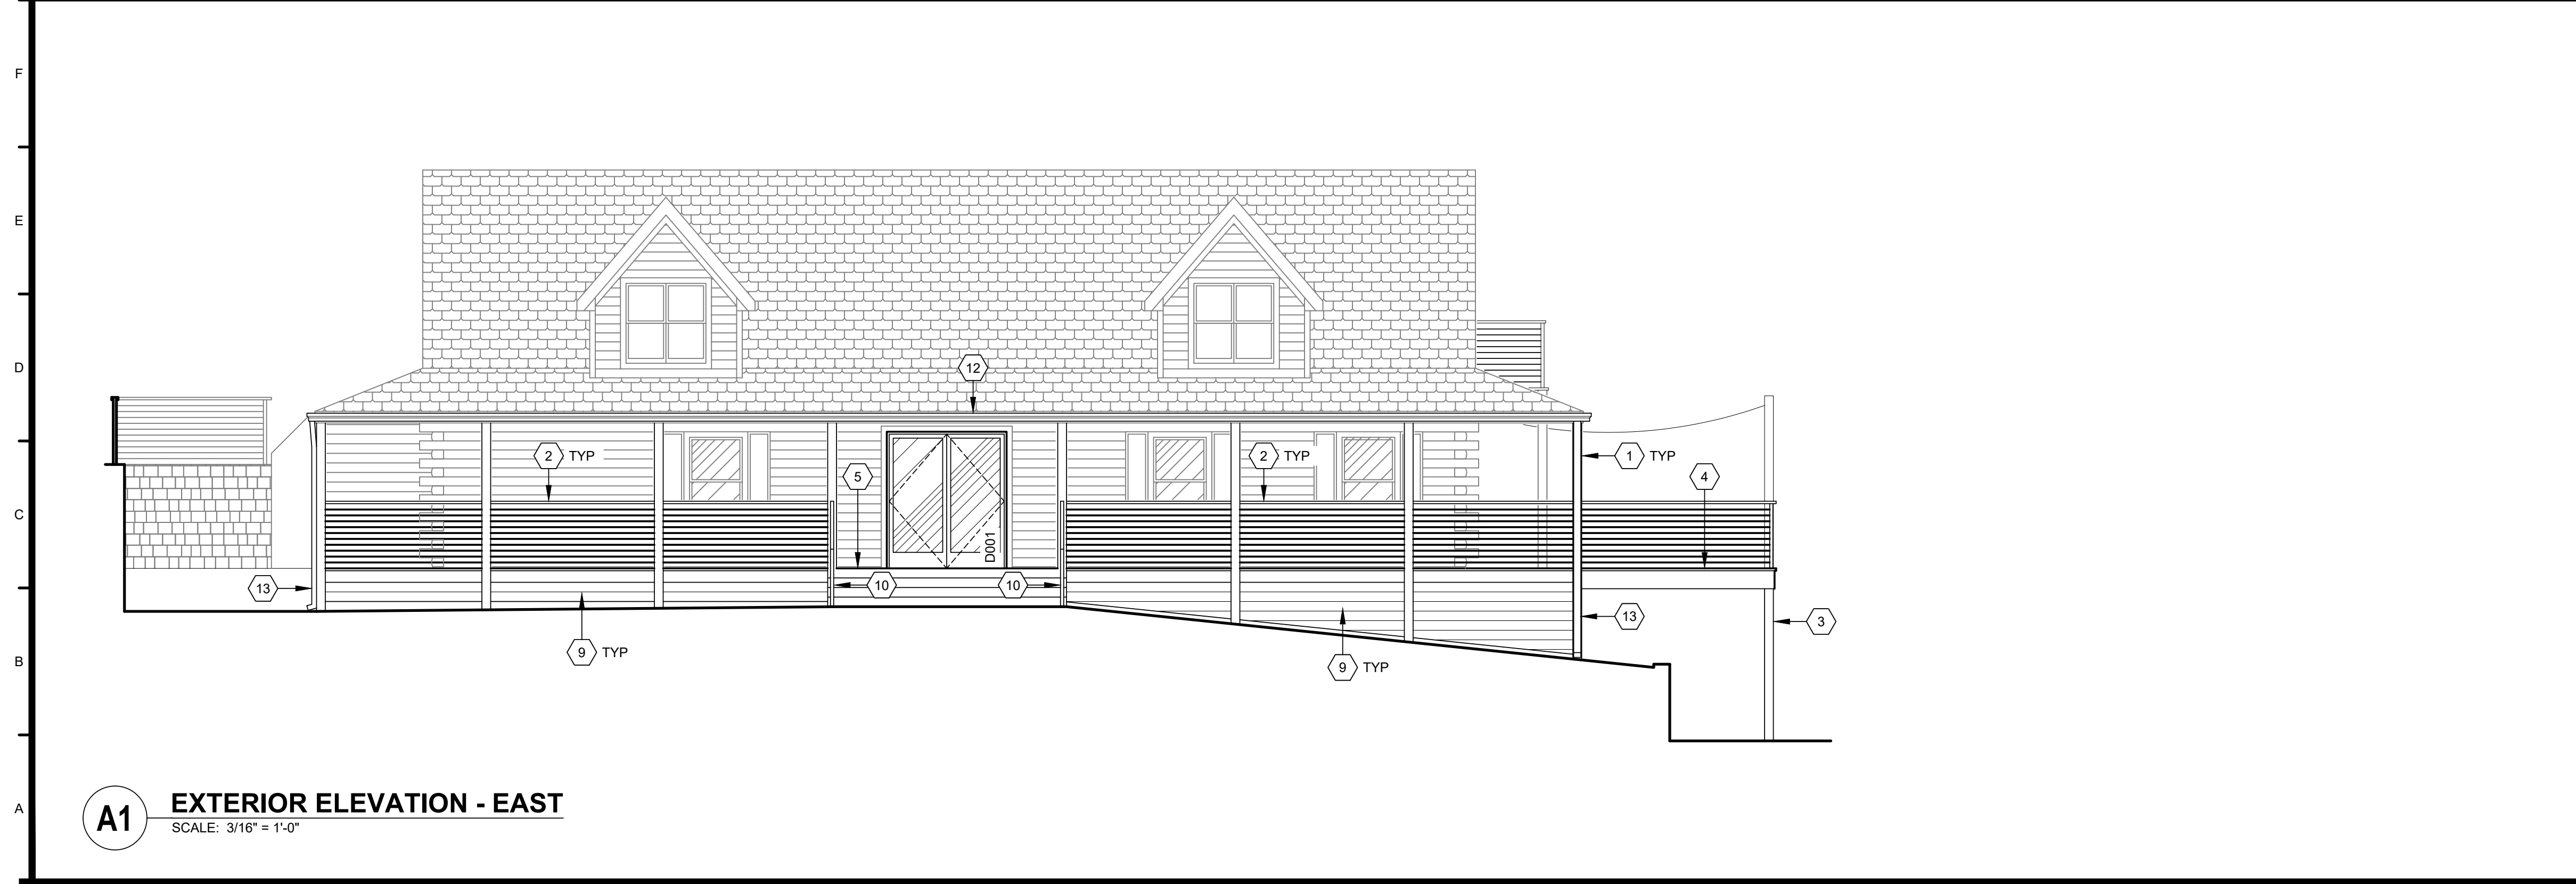 F
E
D
C
B
A
12
2 TYP
5
2 TYP
1 TYP
4
D001
13
10
10
13
3
9 TYP
9 TYP
A1
EXTERIOR ELEVATION - EAST
SCALE: 3/16" = 1'-0"